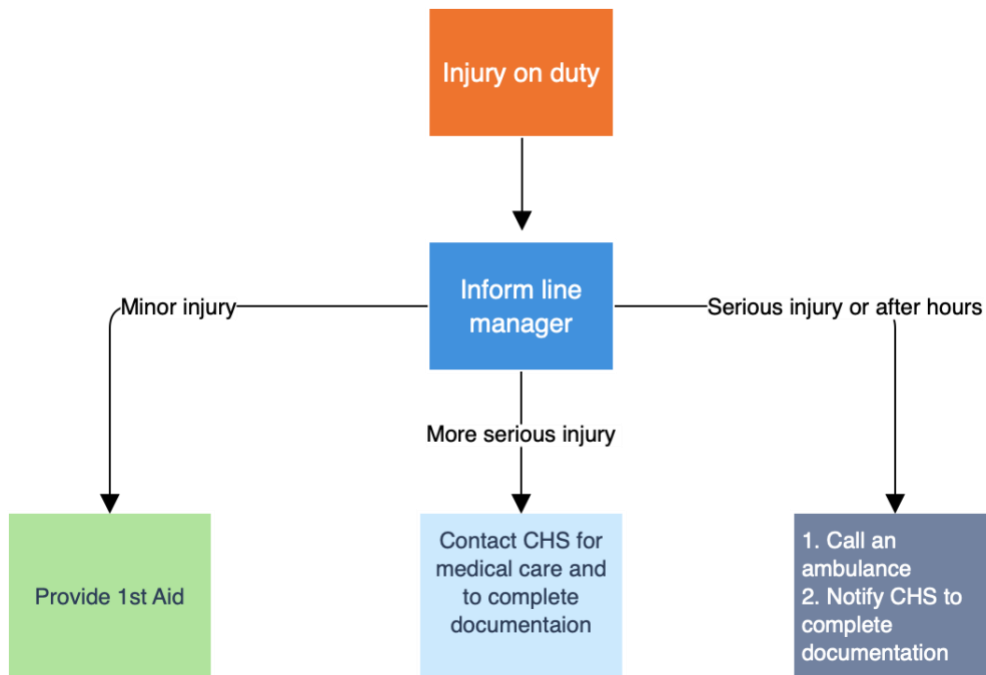 Injury on duty
Inform line
manager
Minor injury
Serious injury or after hours
More serious injury
Provide 1st Aid
Contact CHS for
medical care and
to complete
documentaion
1. Call an
ambulance
2. Notify CHS to
complete
documentation